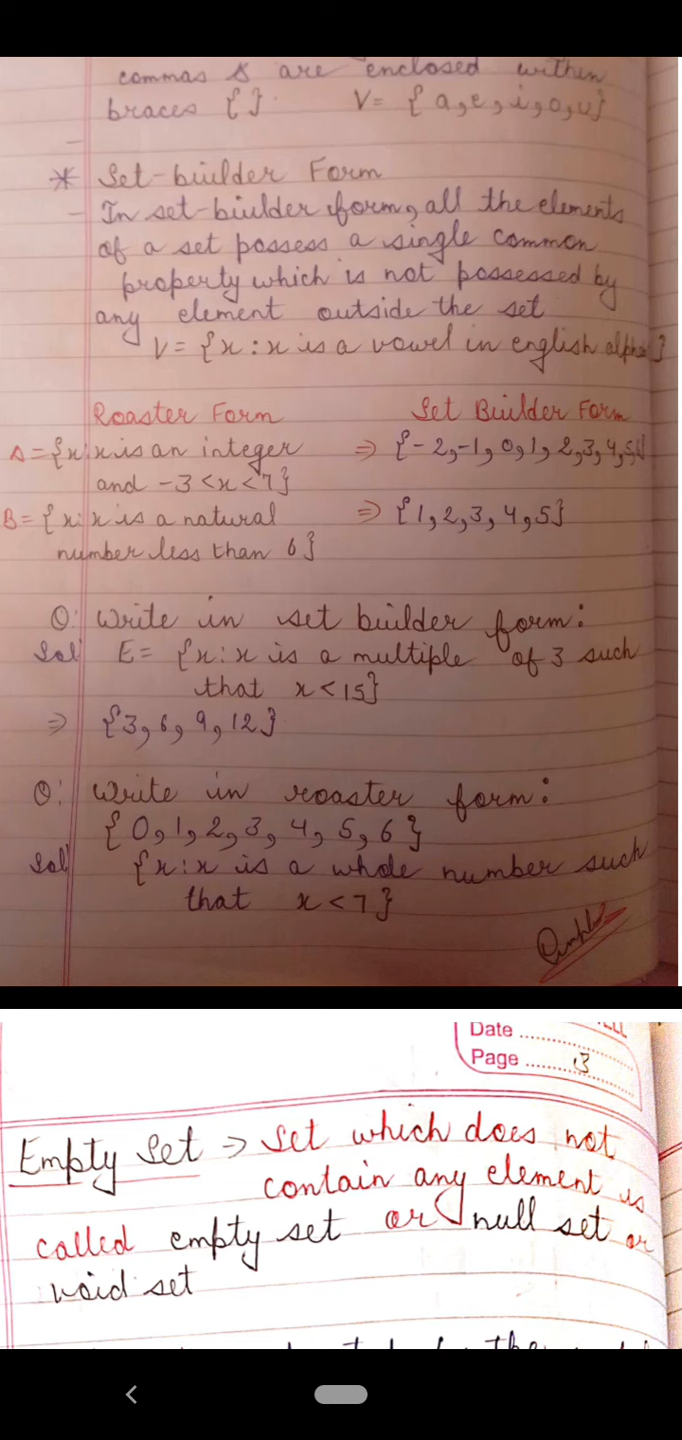 commas & are enclosed within
braces { }. V = { a, e, i, o, u}
* Set-builder Form
- In set-builder form, all the elements
of a set possess a single common
property which is not possessed by
any element outside the set
V = {x : x is a vowel in english alpha}
Roaster Form Set Builder Form
A = {x: x is an integer ⇒ {-2, -1, 0, 1, 2, 3, 4, 5, 6}
and -3 < x < 7}
B = {x: x is a natural ⇒ {1, 2, 3, 4, 5}
number less than 6}
Q: Write in set builder form:
Sol E = {x: x is a multiple of 3 such
that x < 15}
⇒ {3, 6, 9, 12}
Q: Write in roaster form:
{ 0, 1, 2, 3, 4, 5, 6 }
Sol {x: x is a whole number such
that x < 7}
Date
Page 3
Empty Set → Set which does not
contain any element is
called empty set or null set or
void set